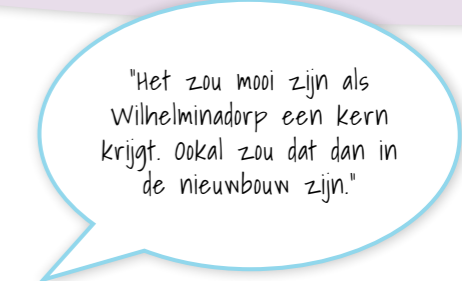 "Het zou mooi zijn als
Wilhelminadorp een kern
krijgt. Ookal zou dat dan in
de nieuwbouw zijn."